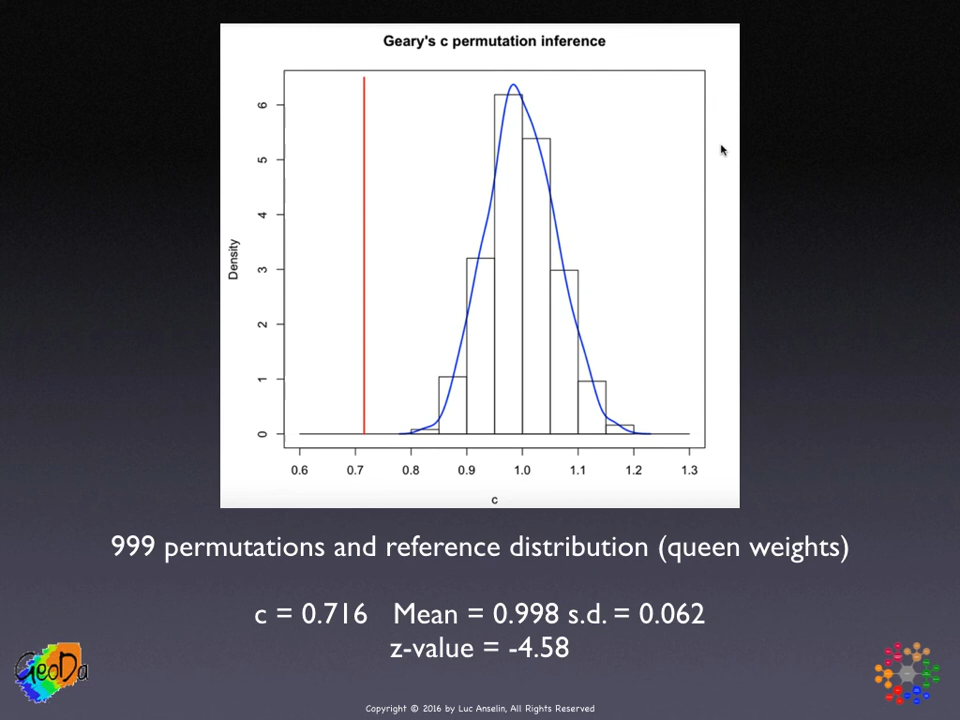 Geary's c permutation inference
Density
6
5
4
3
2
1
0
0.6 0.7 0.8 0.9 1.0 1.1 1.2 1.3
c
999 permutations and reference distribution (queen weights)
c = 0.716 Mean = 0.998 s.d. = 0.062
z-value = -4.58
GeoDa
Copyright © 2016 by Luc Anselin, All Rights Reserved